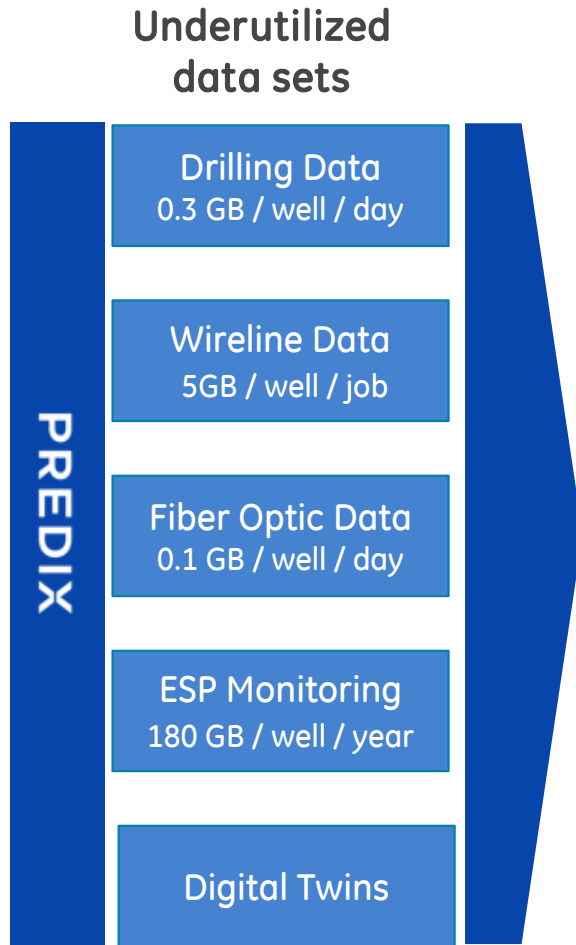 Underutilized
data sets
PREDIX
Drilling Data
0.3 GB / well / day
Wireline Data
5GB / well / job
Fiber Optic Data
0.1 GB / well / day
ESP Monitoring
180 GB / well / year
Digital Twins